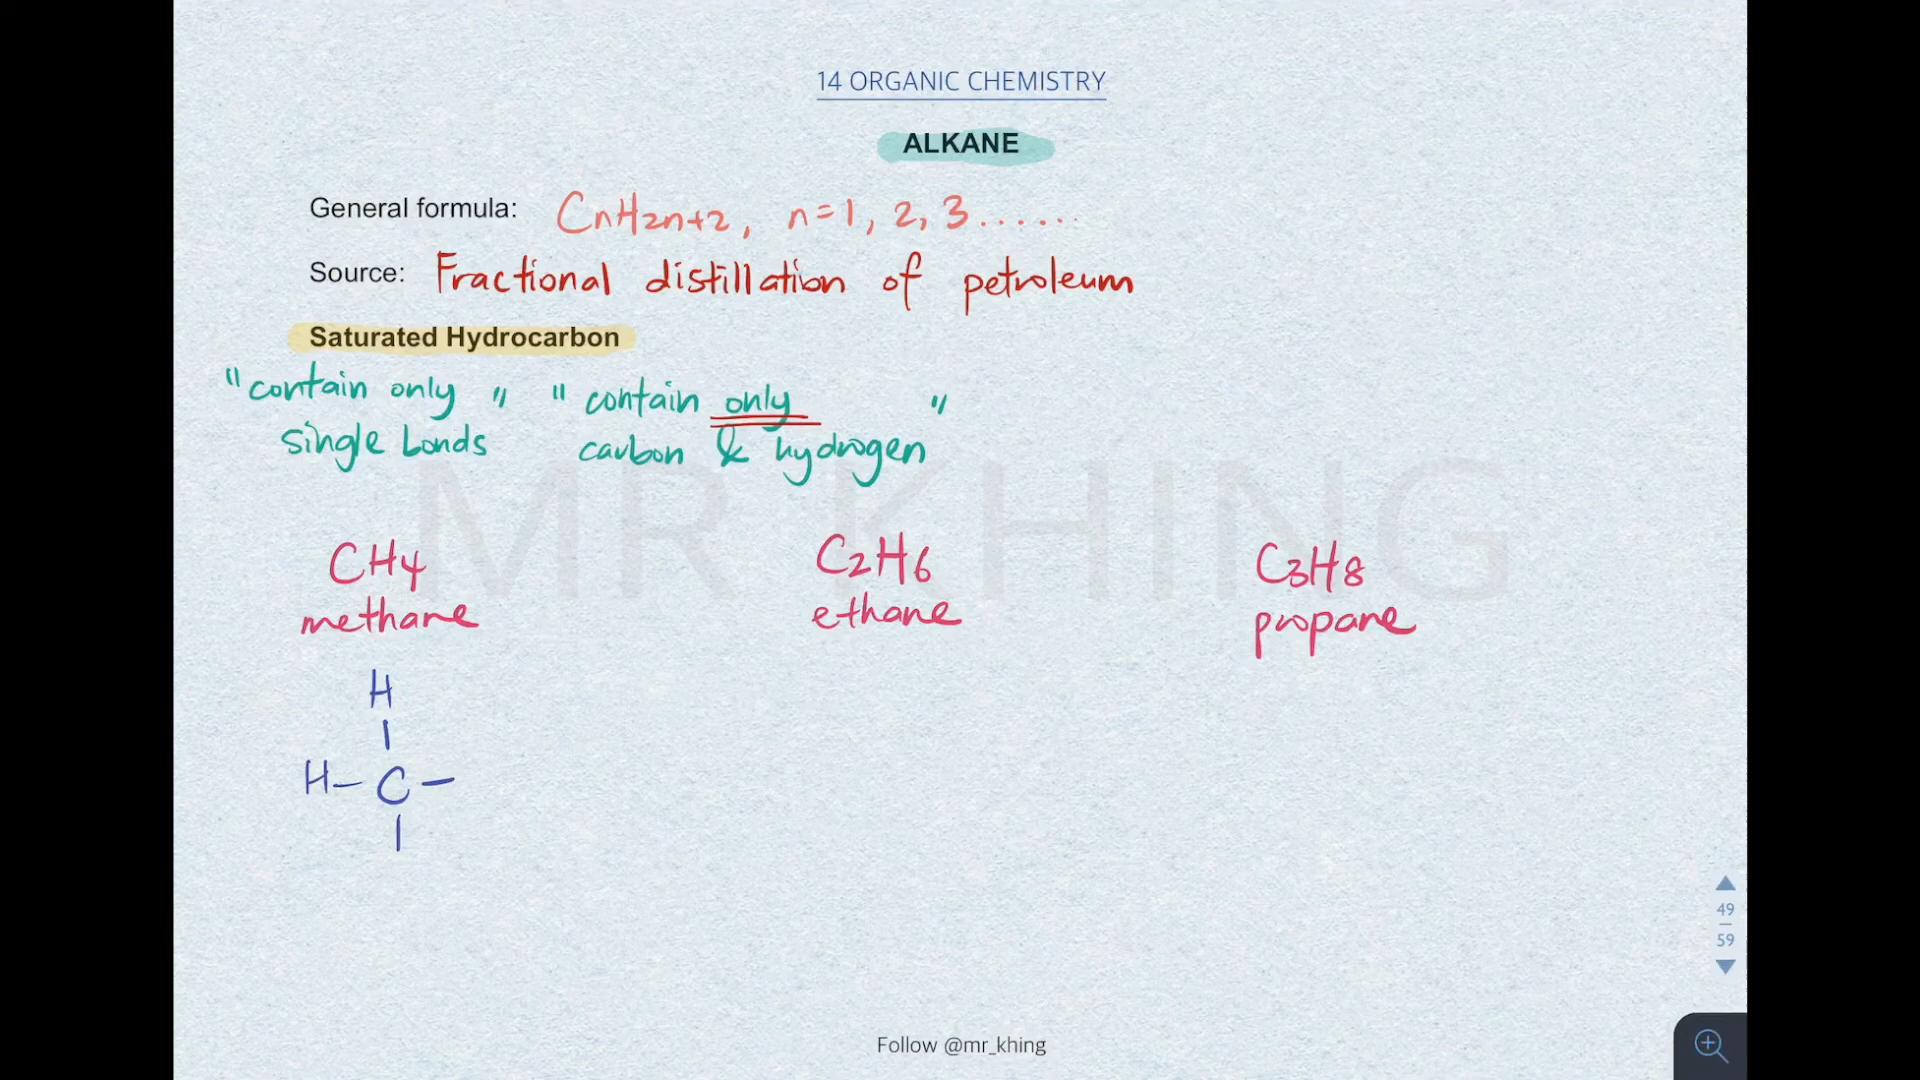 14 ORGANIC CHEMISTRY
ALKANE
General formula: CnH2n+2, n=1, 2, 3......
Source: Fractional distillation of petroleum
Saturated Hydrocarbon
"contain only " "contain only "
single bonds carbon & hydrogen
MR KHING
CH4 C2H6 C3H8
methane ethane propane
H
|
H-C-
|
49
59
Follow @mr_khing